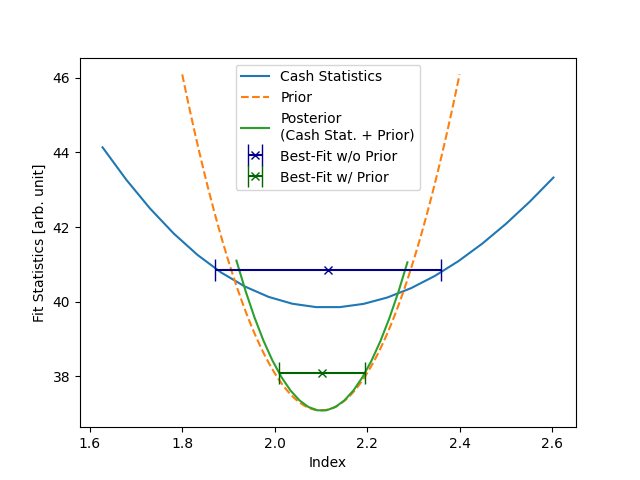 Cash Statistics
Prior
Posterior
(Cash Stat. + Prior)
Best-Fit w/o Prior
Best-Fit w/ Prior
Fit Statistics [arb. unit]
46
44
42
40
38
1.6 1.8 2.0 2.2 2.4 2.6
Index